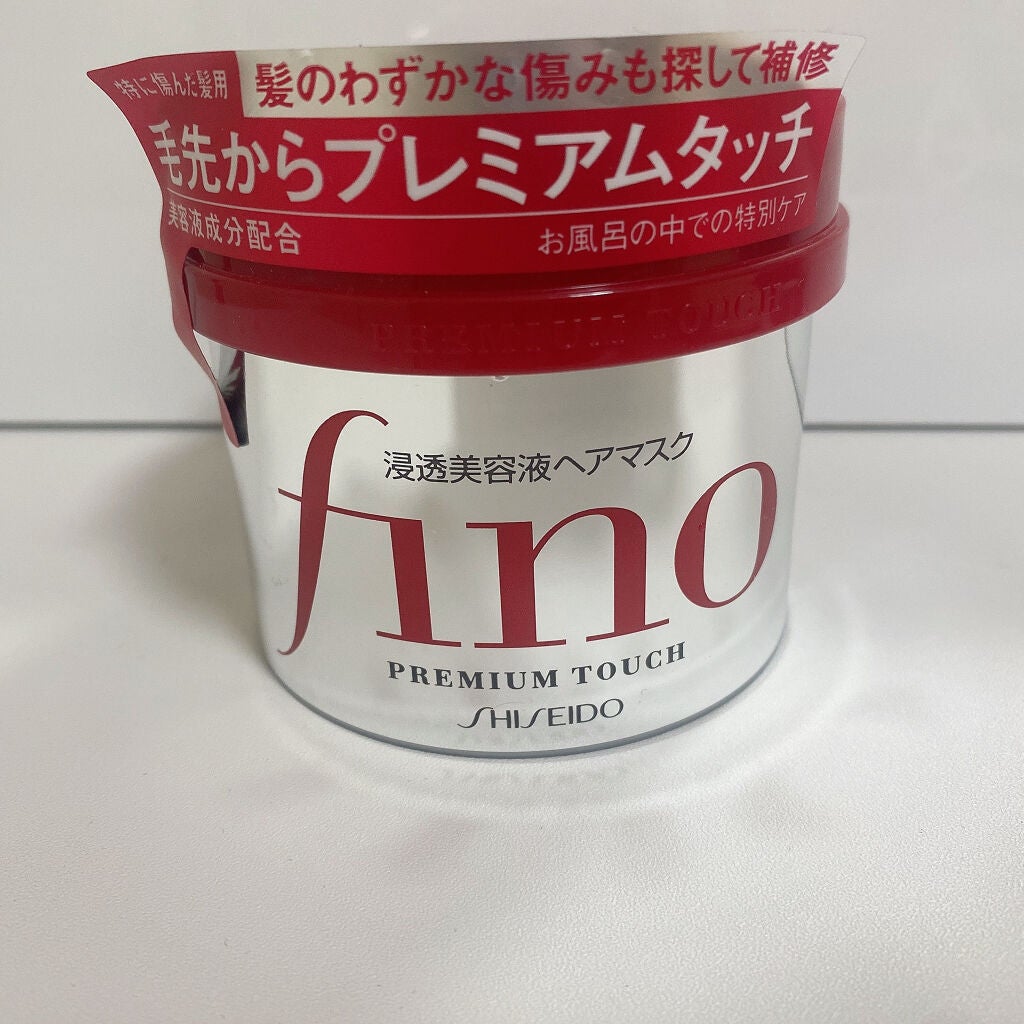 特に傷んだ髪用
髪のわずかな傷みも探して補修
毛先からプレミアムタッチ
美容液成分配合
お風呂の中での特別ケア
PREMIUM TOUCH
浸透美容液ヘアマスク
fino
PREMIUM TOUCH
SHISEIDO